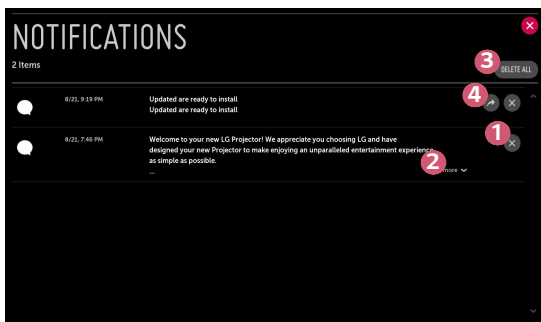 NOTIFICATIONS
2 Items
3
DELETE ALL
4
8/21, 9:19 PM
Updated are ready to install
Updated are ready to install
1
8/21, 7:46 PM
Welcome to your new LG Projector! We appreciate you choosing LG and have
designed your new Projector to make enjoying an unparalleled entertainment experience
as simple as possible.
...
2
more